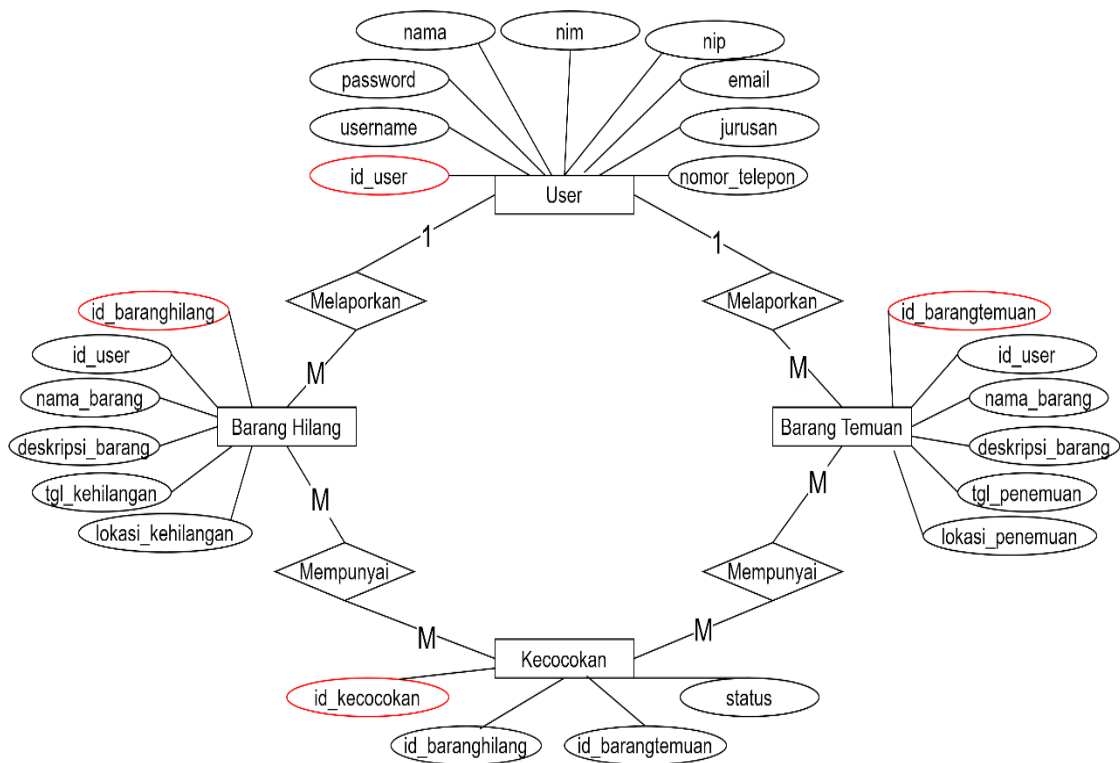 nama
nim
nip
password
email
username
jurusan
id_user
nomor_telepon
User
1
1
Melaporkan
Melaporkan
id_baranghilang
id_barangtemuan
id_user
id_user
M
M
nama_barang
nama_barang
Barang Hilang
Barang Temuan
deskripsi_barang
deskripsi_barang
tgl_kehilangan
tgl_penemuan
M
M
lokasi_kehilangan
lokasi_penemuan
Mempunyai
Mempunyai
M
M
Kecocokan
id_kecocokan
status
id_baranghilang
id_barangtemuan